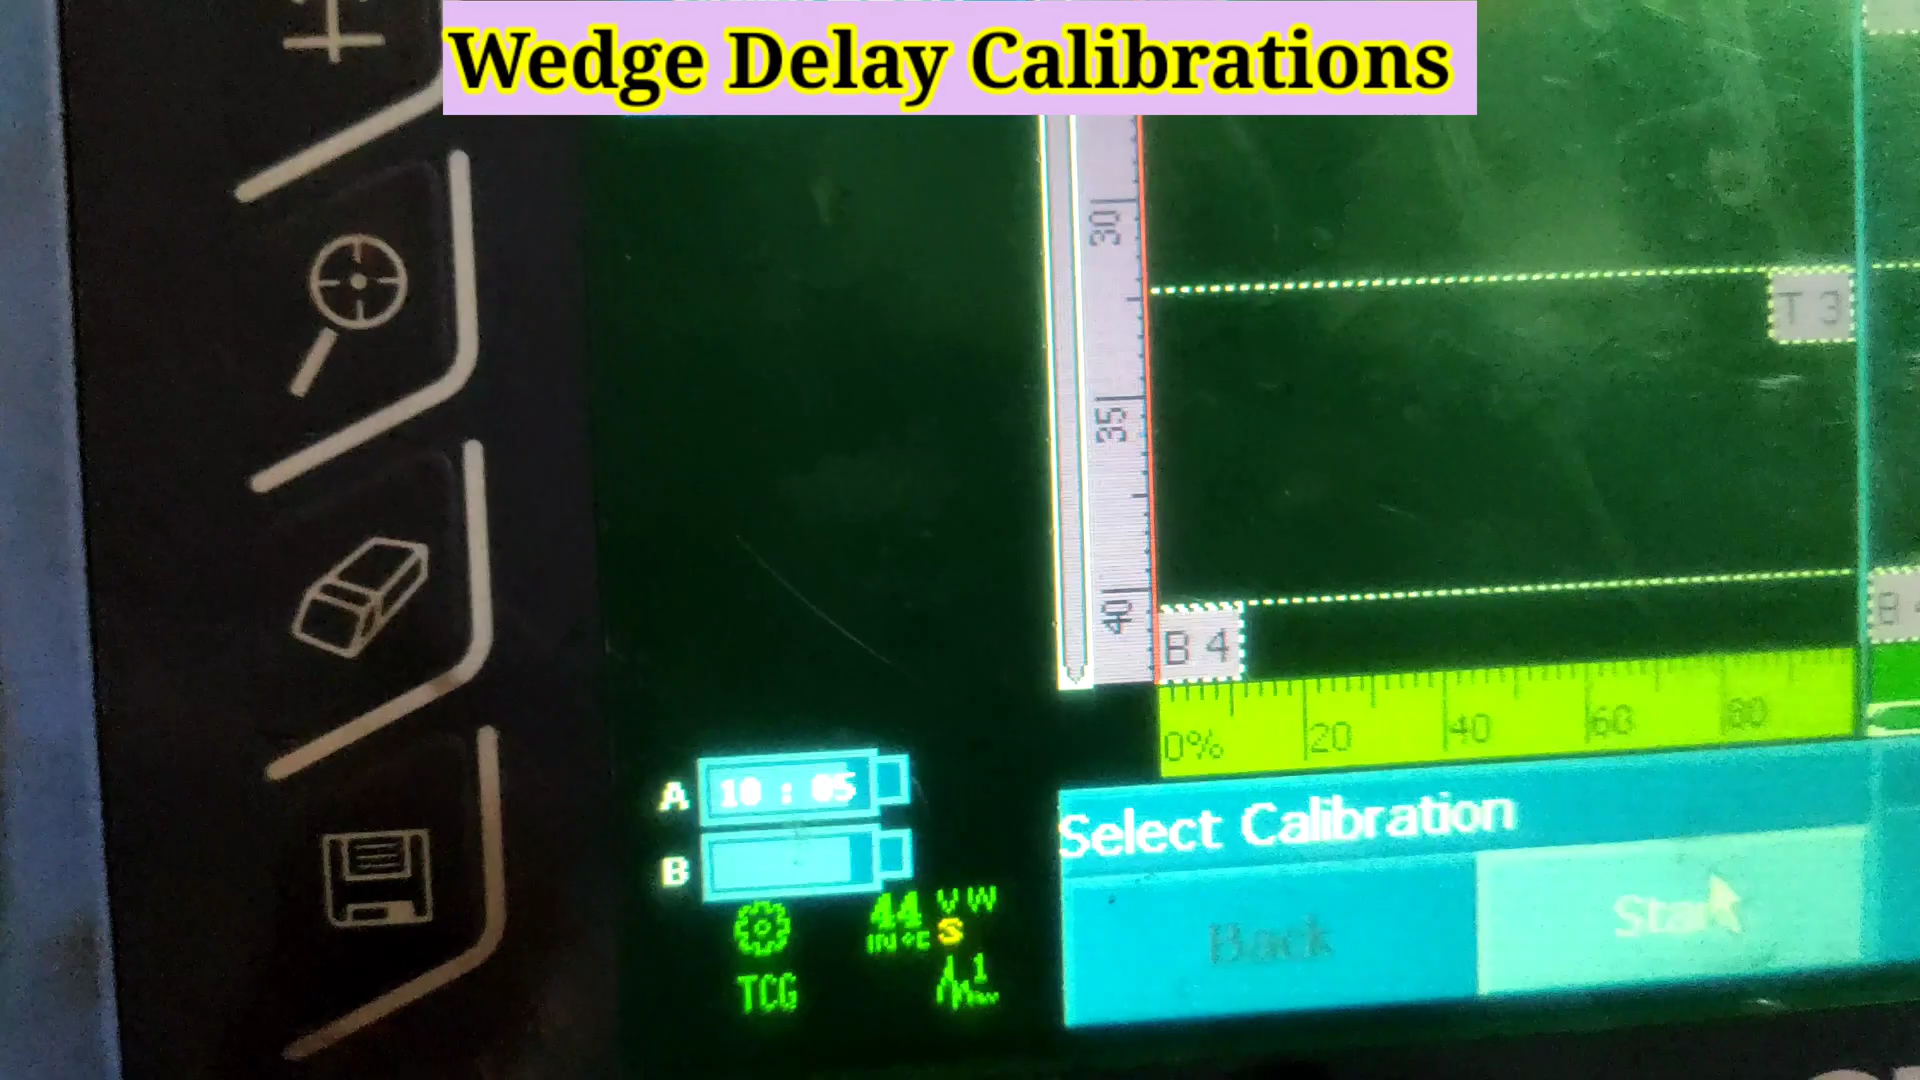 Wedge Delay Calibrations
30
T 3
35
40
B 4
B
0% 20 40 60 80
A 10 : 05
B
Select Calibration
Back
Start
44 V W
IN °C S
TCG
1